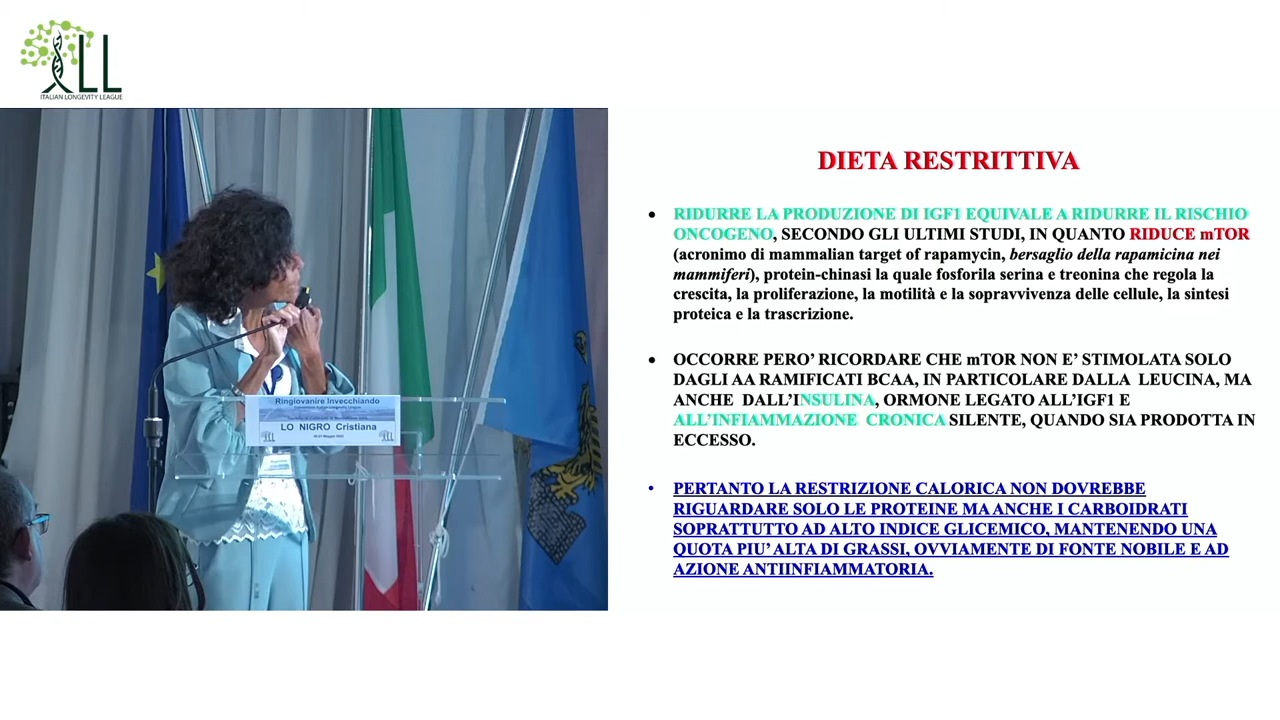 ITALIAN LONGEVITY LEAGUE
Ringiovanire Invecchiando
LO NIGRO Cristiana
DIETA RESTRITTIVA
• RIDURRE LA PRODUZIONE DI IGF1 EQUIVALE A RIDURRE IL RISCHIO
ONCOGENO, SECONDO GLI ULTIMI STUDI, IN QUANTO RIDUCE mTOR
(acronimo di mammalian target of rapamycin, bersaglio della rapamicina nei
mammiferi), protein-chinasi la quale fosforila serina e treonina che regola la
crescita, la proliferazione, la motilità e la sopravvivenza delle cellule, la sintesi
proteica e la trascrizione.
• OCCORRE PERO’ RICORDARE CHE mTOR NON E’ STIMOLATA SOLO
DAGLI AA RAMIFICATI BCAA, IN PARTICOLARE DALLA LEUCINA, MA
ANCHE DALL’INSULINA, ORMONE LEGATO ALL’IGF1 E
ALL’INFIAMMAZIONE CRONICA SILENTE, QUANDO SIA PRODOTTA IN
ECCESSO.
• PERTANTO LA RESTRIZIONE CALORICA NON DOVREBBE
RIGUARDARE SOLO LE PROTEINE MA ANCHE I CARBOIDRATI
SOPRATTUTTO AD ALTO INDICE GLICEMICO, MANTENENDO UNA
QUOTA PIU’ ALTA DI GRASSI, OVVIAMENTE DI FONTE NOBILE E AD
AZIONE ANTIINFIAMMATORIA.